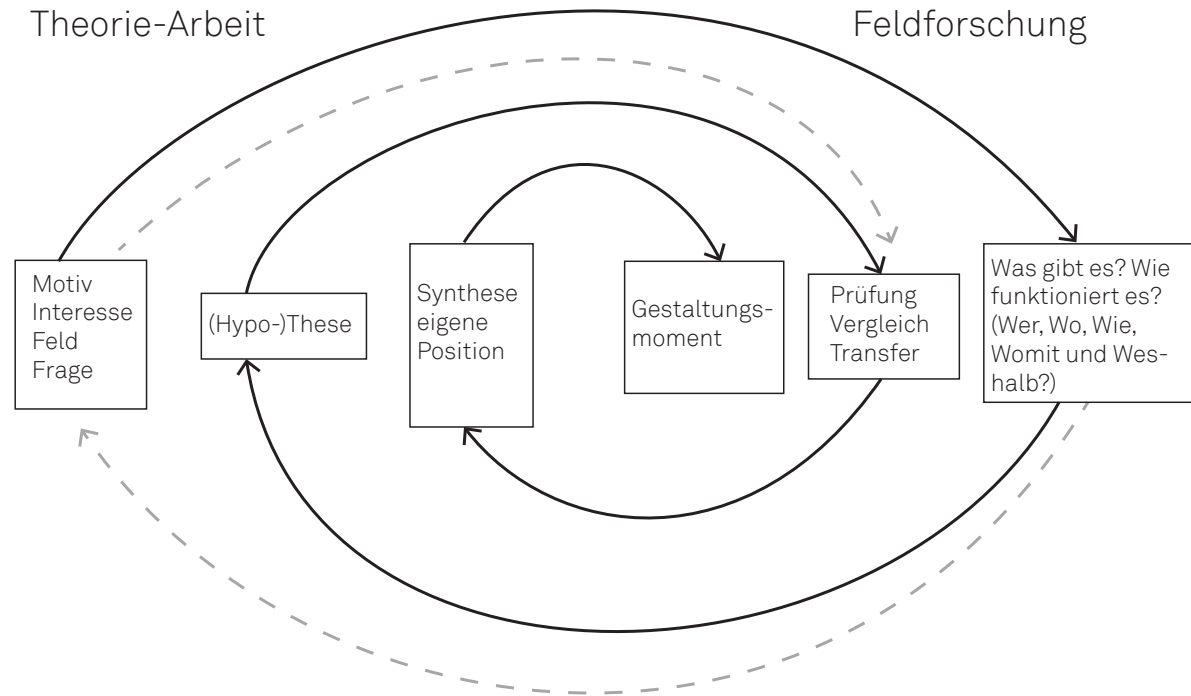 Theorie-Arbeit
Feldforschung
Motiv
Interesse
Feld
Frage
(Hypo-)These
Synthese
eigene
Position
Gestaltungs-
moment
Prüfung
Vergleich
Transfer
Was gibt es? Wie
funktioniert es?
(Wer, Wo, Wie,
Womit und Wes-
halb?)